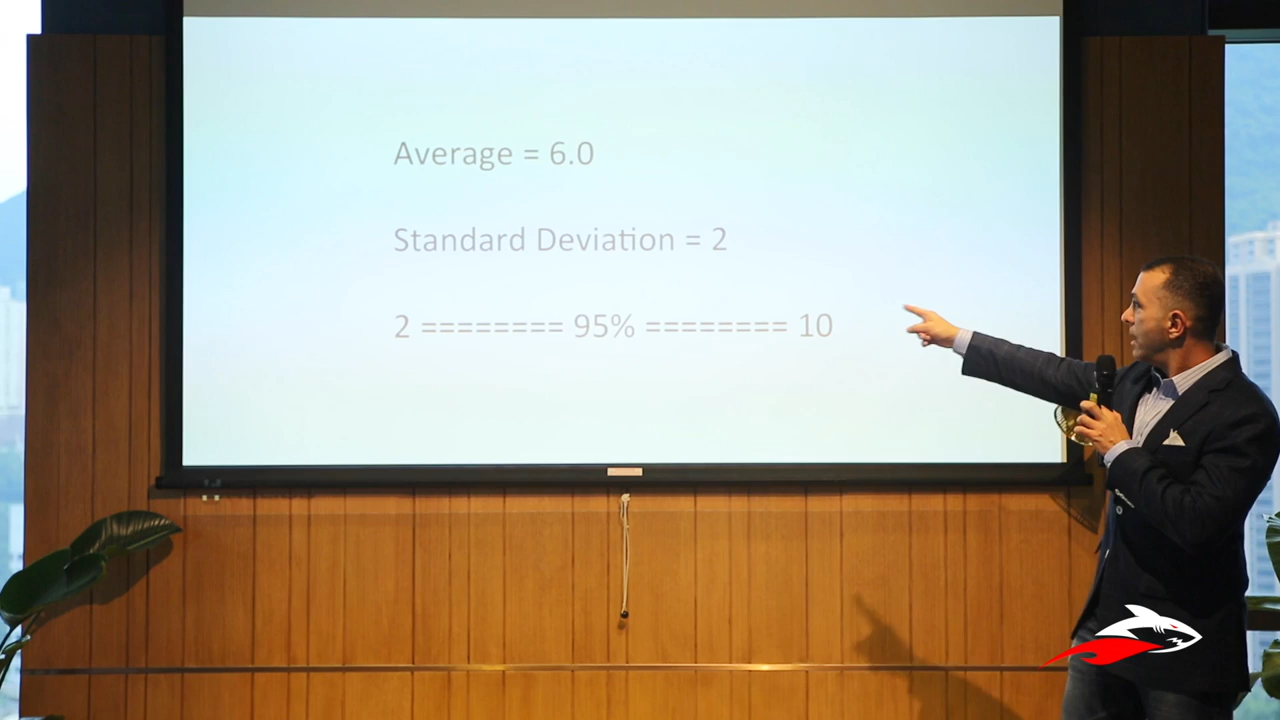 Average = 6.0
Standard Deviation = 2
2 ======== 95% ======== 10